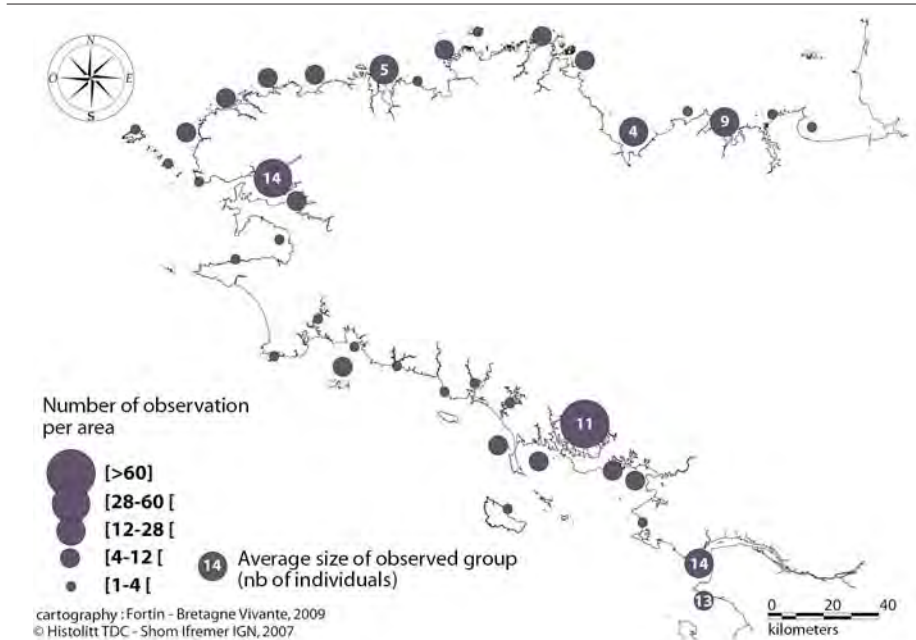 N
O
E
S
5
4
9
14
11
14
13
Number of observation
per area
[>60]
[28-60 [
[12-28 [
[4-12 [
[1-4 [
14
Average size of observed group
(nb of individuals)
0 20 40
kilometers
cartography : Fortin - Bretagne Vivante, 2009
© Histolitt TDC - Shom Ifremer IGN, 2007